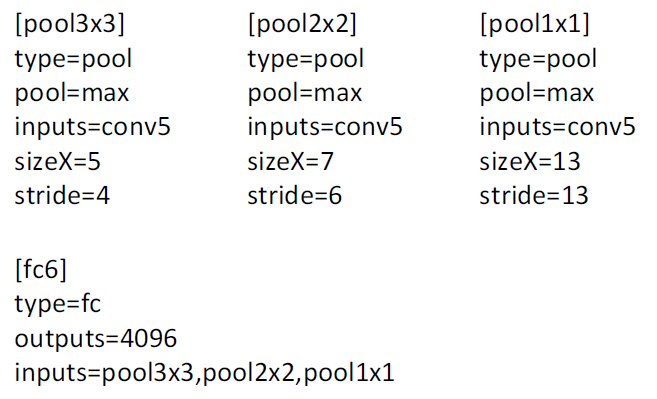 [pool3x3]
type=pool
pool=max
inputs=conv5
sizeX=5
stride=4
[pool2x2]
type=pool
pool=max
inputs=conv5
sizeX=7
stride=6
[pool1x1]
type=pool
pool=max
inputs=conv5
sizeX=13
stride=13
[fc6]
type=fc
outputs=4096
inputs=pool3x3,pool2x2,pool1x1